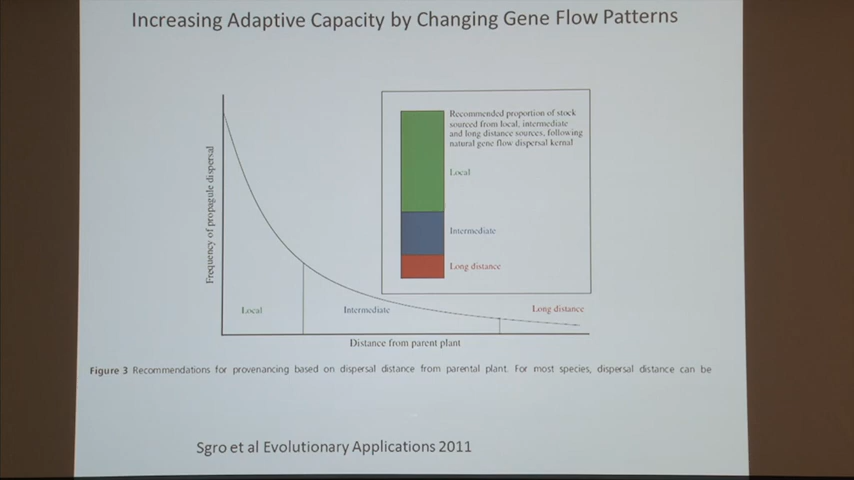 Increasing Adaptive Capacity by Changing Gene Flow Patterns
Frequency of propagule dispersal
Recommended proportion of stock
sourced from local, intermediate
and long distance sources, following
natural gene flow dispersal kernal
Local
Intermediate
Long distance
Local
Intermediate
Long distance
Distance from parent plant
Figure 3 Recommendations for provenancing based on dispersal distance from parental plant. For most species, dispersal distance can be
Sgro et al Evolutionary Applications 2011